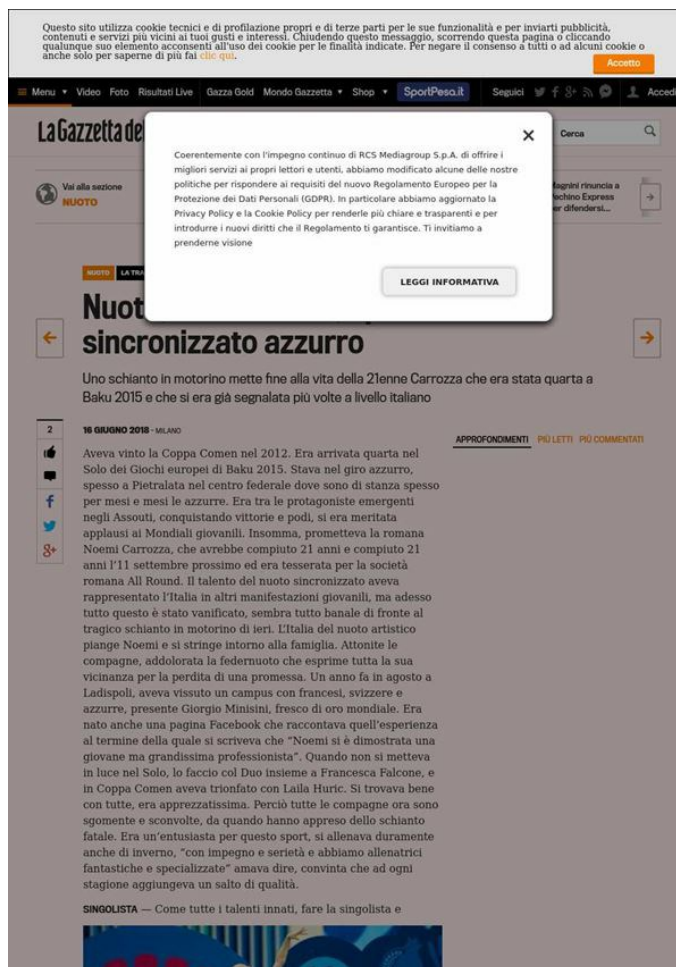 Questo sito utilizza cookie tecnici e di profilazione propri e di terze parti per le sue funzionalità e per inviarti pubblicità,
contenuti e servizi più vicini ai tuoi gusti e interessi. Chiudendo questo messaggio, scorrendo questa pagina o cliccando
qualunque suo elemento acconsenti all'uso dei cookie per le finalità indicate. Per negare il consenso a tutti o ad alcuni cookie o
anche solo per saperne di più fai clic qui.
Accetto
Menu Video Foto Risultati Live Gazza Gold Mondo Gazzetta Shop SportPesa.it Seguici Accedi
La Gazzetta del
Cerca
Coerentemente con l'impegno continuo di RCS Mediagroup S.p.A. di offrire i
migliori servizi ai propri lettori e utenti, abbiamo modificato alcune delle nostre
politiche per rispondere ai requisiti del nuovo Regolamento Europeo per la
Protezione dei Dati Personali (GDPR). In particolare abbiamo aggiornato la
Privacy Policy e la Cookie Policy per renderle più chiare e trasparenti e per
introdurre i nuovi diritti che il Regolamento ti garantisce. Ti invitiamo a
prenderne visione
LEGGI INFORMATIVA
Vai alla sezione
NUOTO
Magnini rinuncia a
Pechino Express
per difendersi...
NUOTO LA TRA
Nuot
sincronizzato azzurro
Uno schianto in motorino mette fine alla vita della 21enne Carrozza che era stata quarta a
Baku 2015 e che si era già segnalata più volte a livello italiano
2
16 GIUGNO 2018 - MILANO
APPROFONDIMENTI PIÙ LETTI PIÙ COMMENTATI
Aveva vinto la Coppa Comen nel 2012. Era arrivata quarta nel
Solo dei Giochi europei di Baku 2015. Stava nel giro azzurro,
spesso a Pietralata nel centro federale dove sono di stanza spesso
per mesi e mesi le azzurre. Era tra le protagoniste emergenti
negli Assouti, conquistando vittorie e podi, si era meritata
applausi ai Mondiali giovanili. Insomma, prometteva la romana
Noemi Carrozza, che avrebbe compiuto 21 anni e compiuto 21
anni l'11 settembre prossimo ed era tesserata per la società
romana All Round. Il talento del nuoto sincronizzato aveva
rappresentato l'Italia in altri manifestazioni giovanili, ma adesso
tutto questo è stato vanificato, sembra tutto banale di fronte al
tragico schianto in motorino di ieri. L'Italia del nuoto artistico
piange Noemi e si stringe intorno alla famiglia. Attonite le
compagne, addolorata la federnuoto che esprime tutta la sua
vicinanza per la perdita di una promessa. Un anno fa in agosto a
Ladispoli, aveva vissuto un campus con francesi, svizzere e
azzurre, presente Giorgio Minisini, fresco di oro mondiale. Era
nato anche una pagina Facebook che raccontava quell'esperienza
al termine della quale si scriveva che "Noemi si è dimostrata una
giovane ma grandissima professionista". Quando non si metteva
in luce nel Solo, lo faccio col Duo insieme a Francesca Falcone, e
in Coppa Comen aveva trionfato con Laila Huric. Si trovava bene
con tutte, era apprezzatissima. Perciò tutte le compagne ora sono
sgomente e sconvolte, da quando hanno appreso dello schianto
fatale. Era un'entusiasta per questo sport, si allenava duramente
anche di inverno, "con impegno e serietà e abbiamo allenatrici
fantastiche e specializzate" amava dire, convinta che ad ogni
stagione aggiungeva un salto di qualità.
SINGOLISTA — Come tutte i talenti innati, fare la singolista e